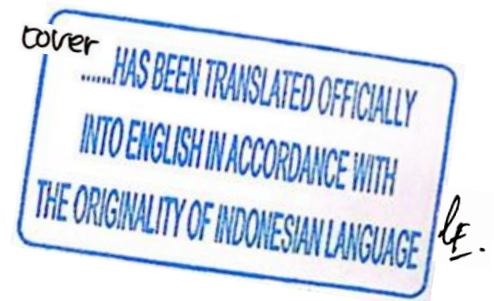 cover
......HAS BEEN TRANSLATED OFFICIALLY
INTO ENGLISH IN ACCORDANCE WITH
THE ORIGINALITY OF INDONESIAN LANGUAGE